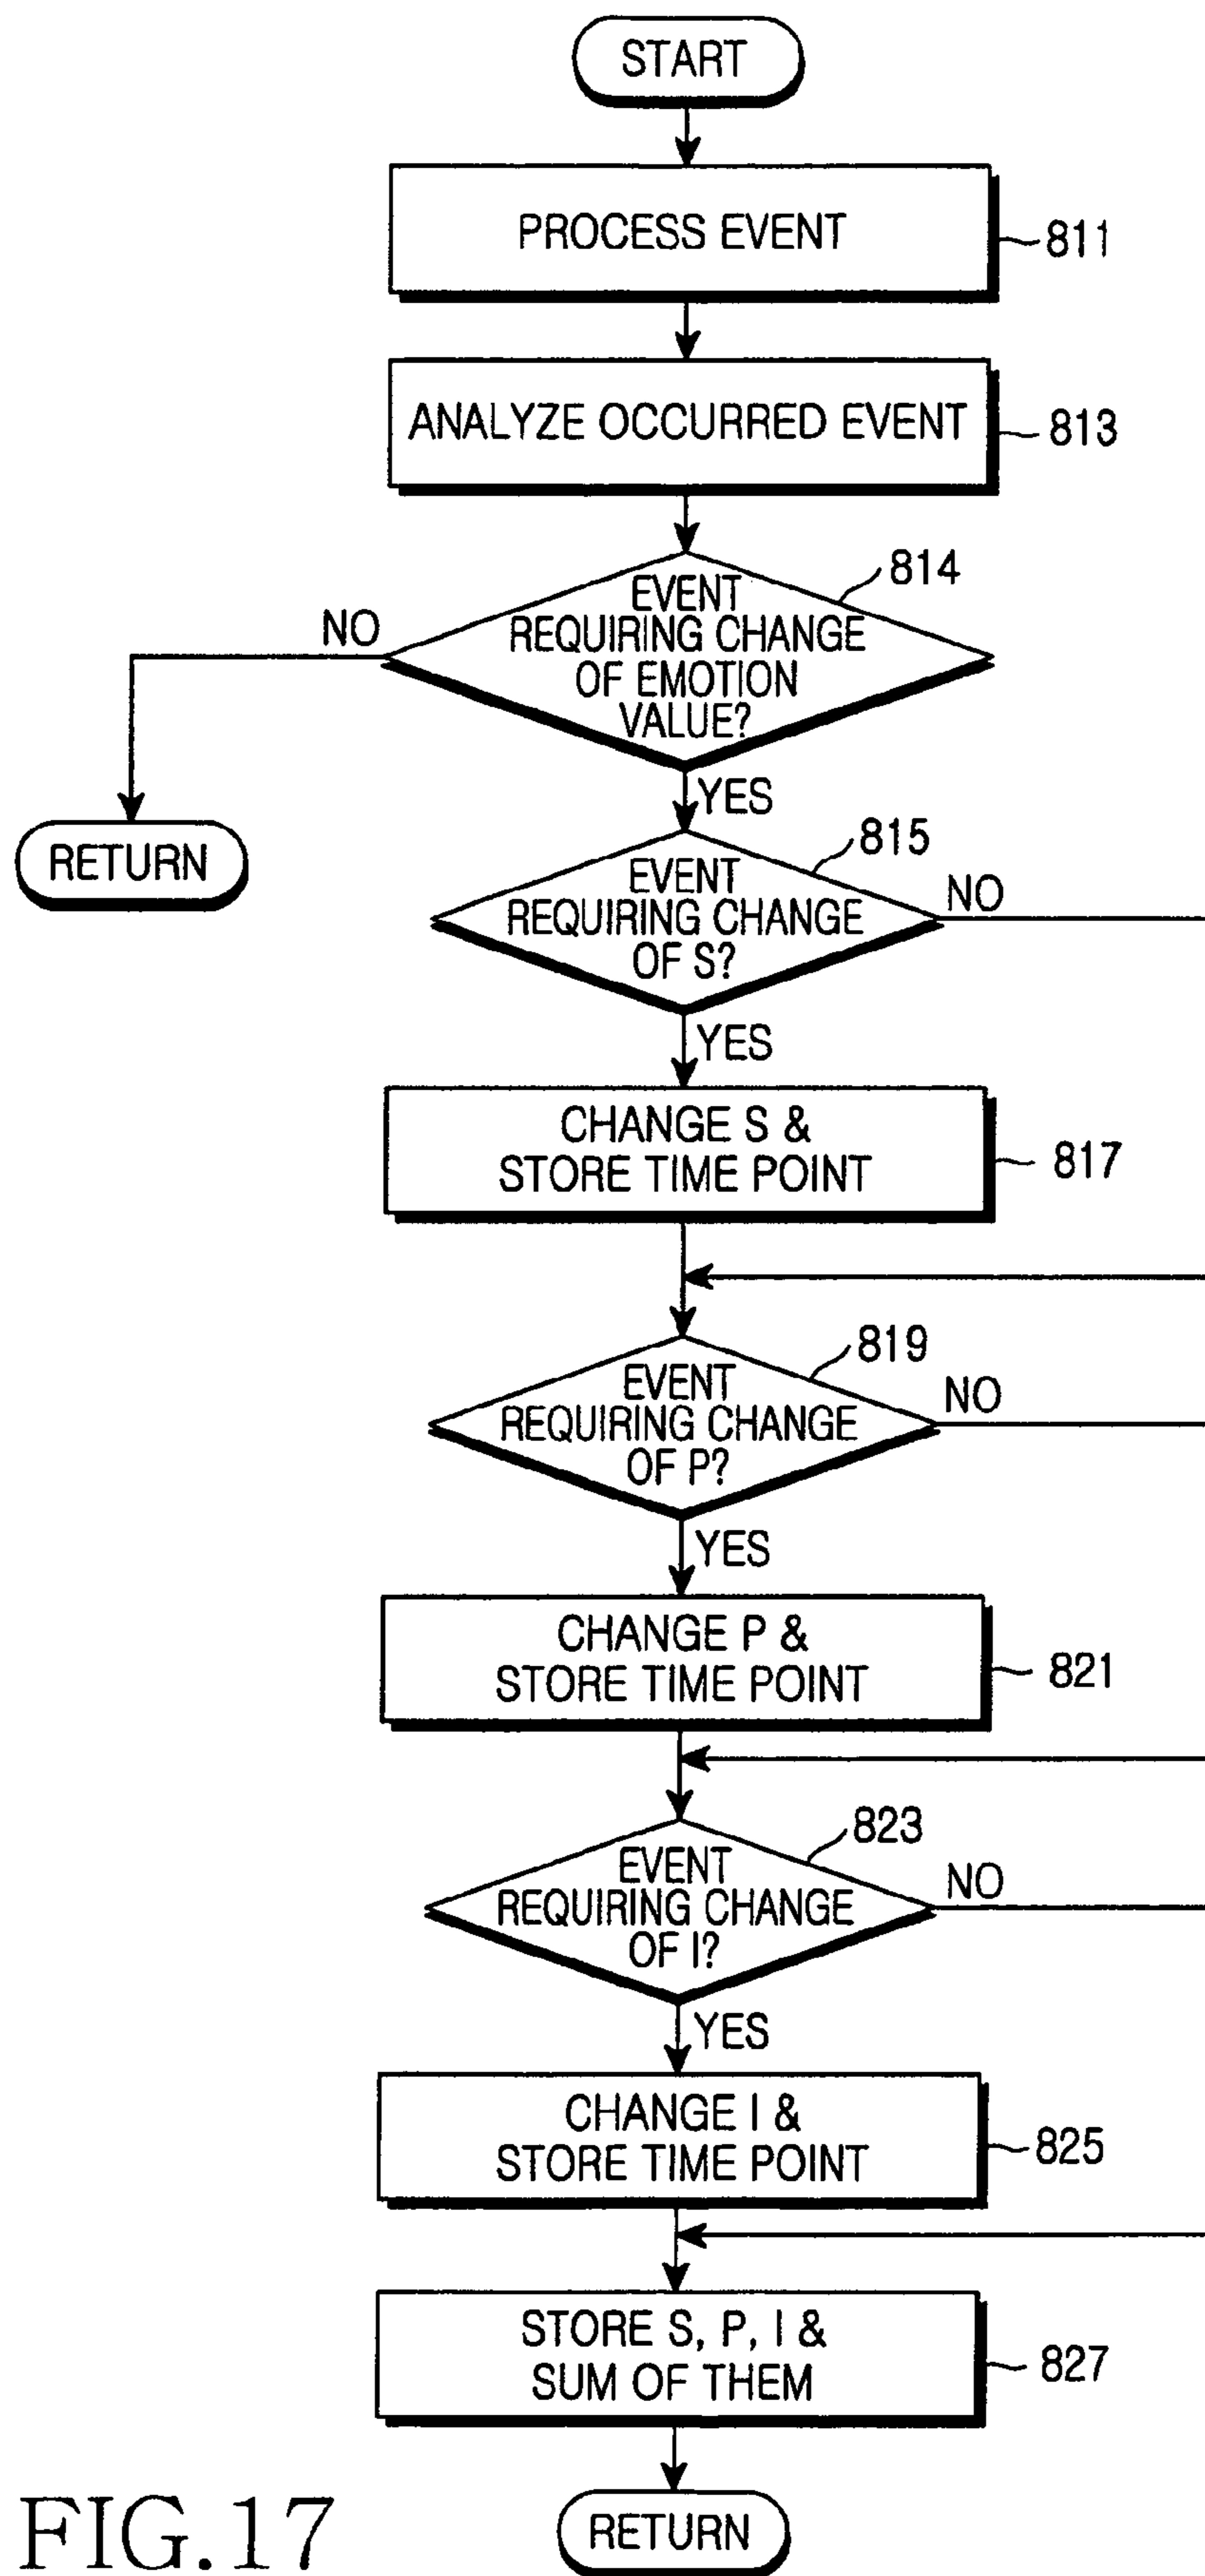 START
PROCESS EVENT
811
ANALYZE OCCURRED EVENT
813
814
EVENT
REQUIRING CHANGE
OF EMOTION
VALUE?
NO
YES
RETURN
815
EVENT
REQUIRING CHANGE
OF S?
NO
YES
CHANGE S &
STORE TIME POINT
817
819
EVENT
REQUIRING CHANGE
OF P?
NO
YES
CHANGE P &
STORE TIME POINT
821
823
EVENT
REQUIRING CHANGE
OF I?
NO
YES
CHANGE I &
STORE TIME POINT
825
STORE S, P, I &
SUM OF THEM
827
RETURN
FIG.17